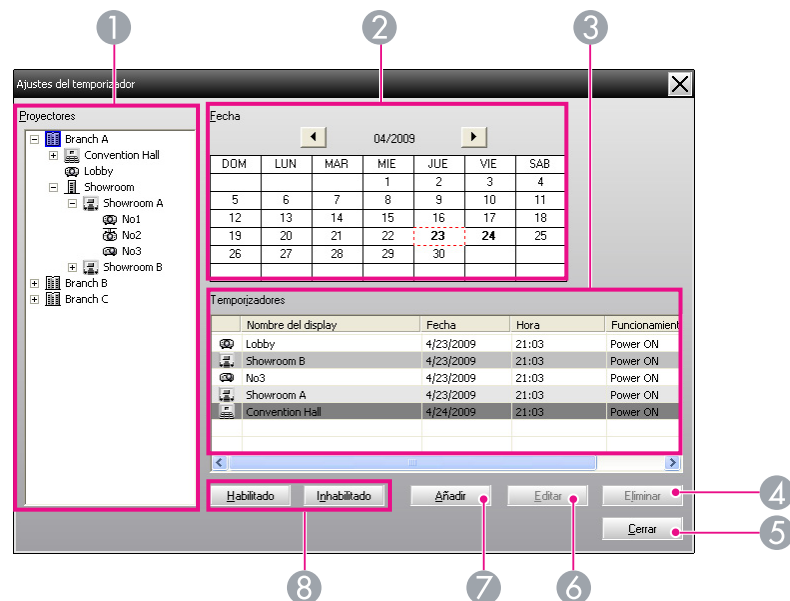 1 2 3
Ajustes del temporizador
Proyectores
Branch A
Convention Hall
Lobby
Showroom
Showroom A
No1
No2
No3
Showroom B
Branch B
Branch C
Fecha
04/2009
DOM LUN MAR MIE JUE VIE SAB
1 2 3 4
5 6 7 8 9 10 11
12 13 14 15 16 17 18
19 20 21 22 23 24 25
26 27 28 29 30
Temporizadores
Nombre del display Fecha Hora Funcionamient
Lobby 4/23/2009 21:03 Power ON
Showroom B 4/23/2009 21:03 Power ON
No3 4/23/2009 21:03 Power ON
Showroom A 4/23/2009 21:03 Power ON
Convention Hall 4/24/2009 21:03 Power ON
Habilitado Inhabilitado Añadir Editar Eliminar 4
Cerrar 5
8 7 6